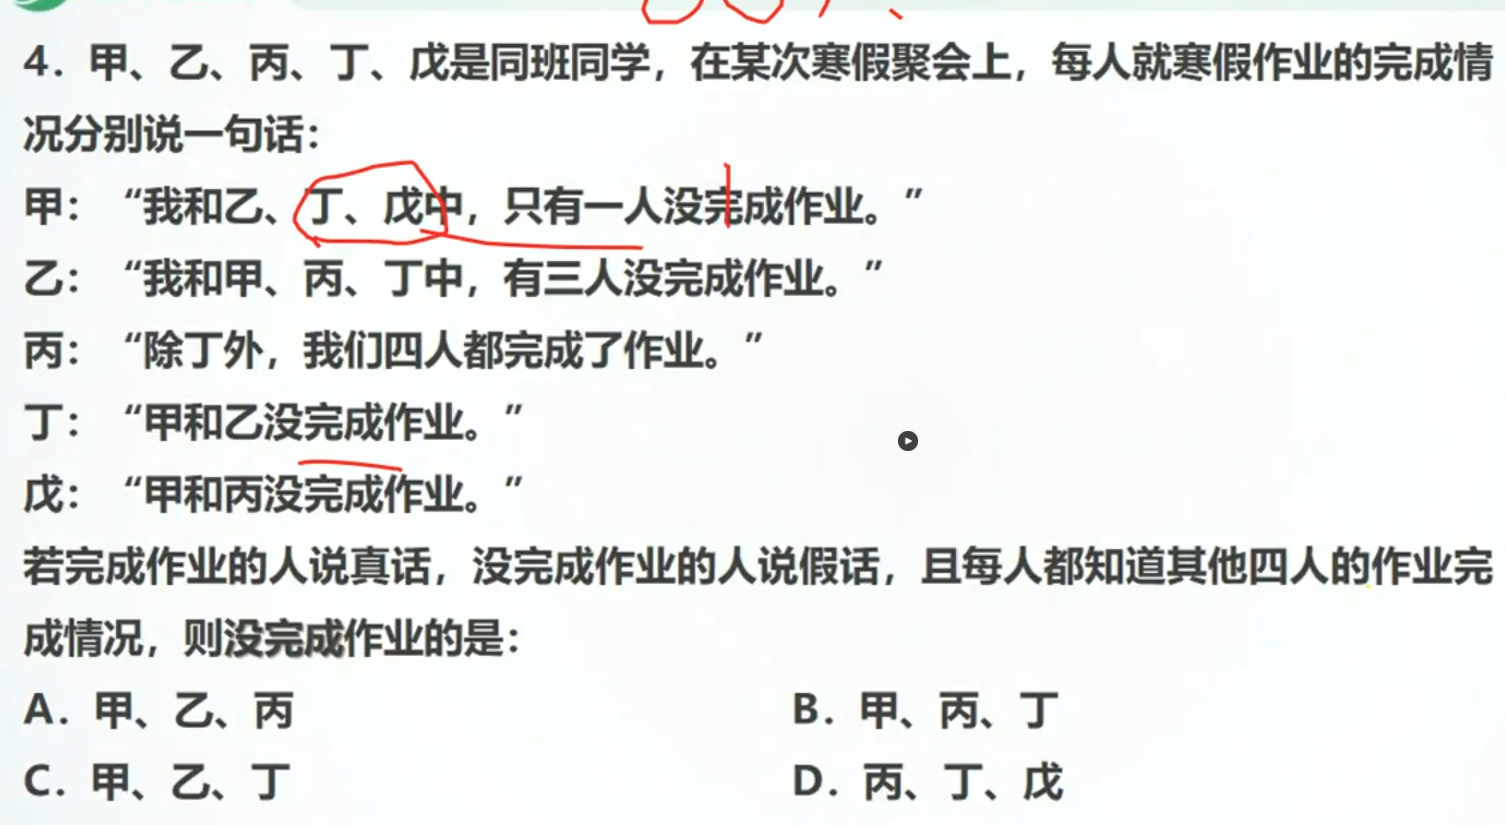 4. 甲、乙、丙、丁、戊是同班同学，在某次寒假聚会上，每人就寒假作业的完成情
况分别说一句话：
甲：“我和乙、丁、戊中，只有一人没完成作业。”
乙：“我和甲、丙、丁中，有三人没完成作业。”
丙：“除丁外，我们四人都完成了作业。”
丁：“甲和乙没完成作业。”
戊：“甲和丙没完成作业。”
若完成作业的人说真话，没完成作业的人说假话，且每人都知道其他四人的作业完
成情况，则没完成作业的是：
A. 甲、乙、丙 B. 甲、丙、丁
C. 甲、乙、丁 D. 丙、丁、戊